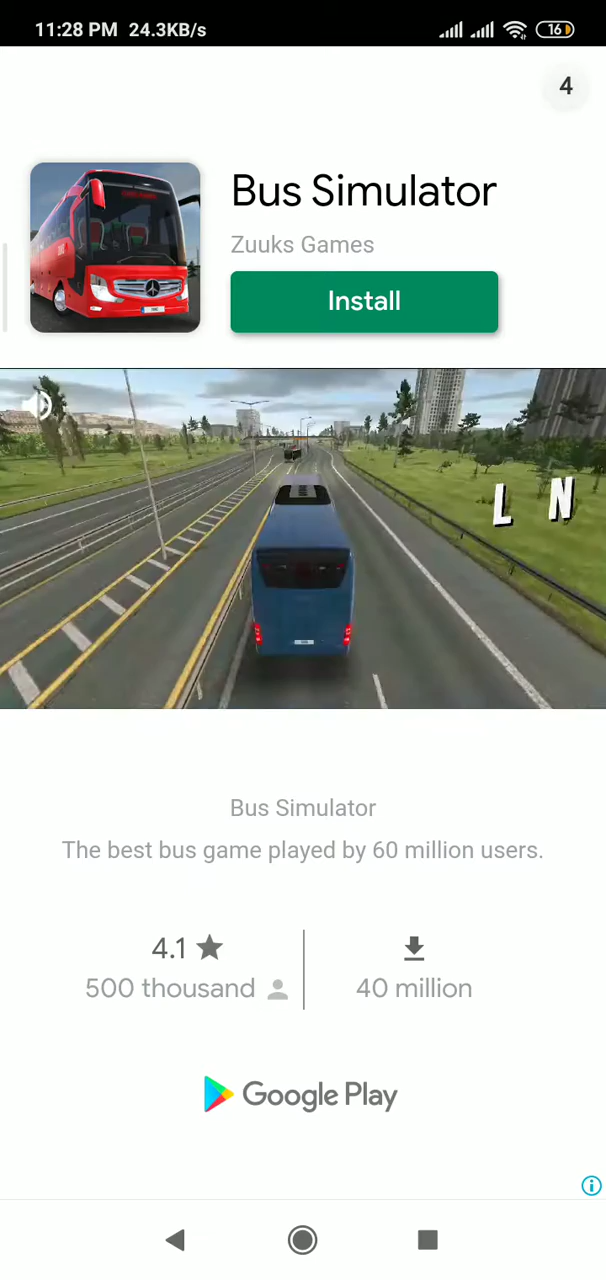 11:28 PM 24.3KB/s
16
4
Bus Simulator
Zuuks Games
Install
L N
Bus Simulator
The best bus game played by 60 million users.
4.1
500 thousand
40 million
Google Play